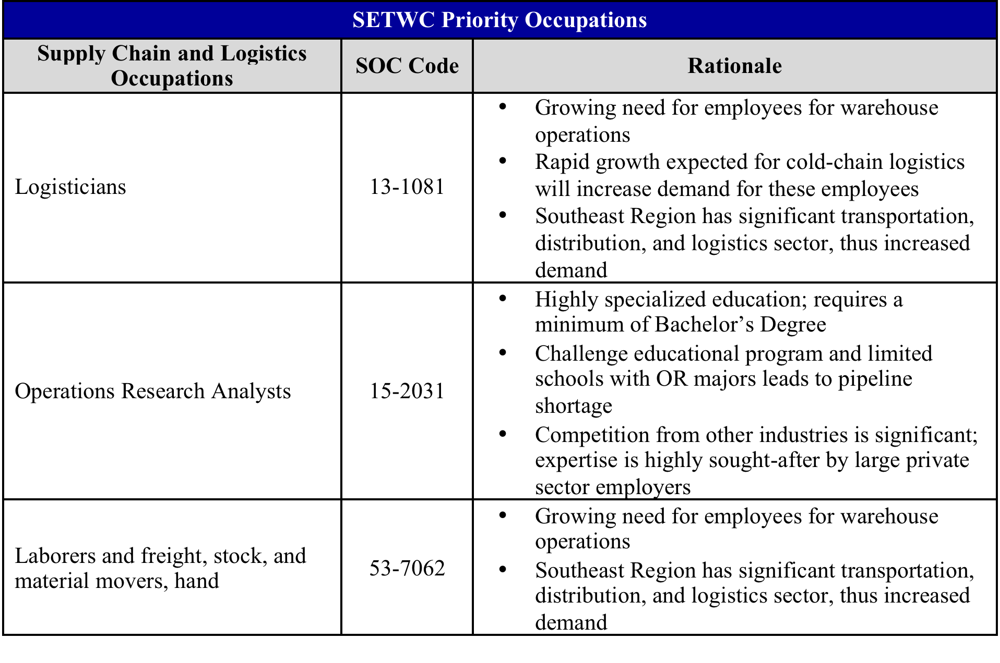 SETWC Priority Occupations
Supply Chain and Logistics
Occupations
SOC Code
Rationale
Logisticians
13-1081
• Growing need for employees for warehouse
operations
• Rapid growth expected for cold-chain logistics
will increase demand for these employees
• Southeast Region has significant transportation,
distribution, and logistics sector, thus increased
demand
Operations Research Analysts
15-2031
• Highly specialized education; requires a
minimum of Bachelor’s Degree
• Challenge educational program and limited
schools with OR majors leads to pipeline
shortage
• Competition from other industries is significant;
expertise is highly sought-after by large private
sector employers
Laborers and freight, stock, and
material movers, hand
53-7062
• Growing need for employees for warehouse
operations
• Southeast Region has significant transportation,
distribution, and logistics sector, thus increased
demand